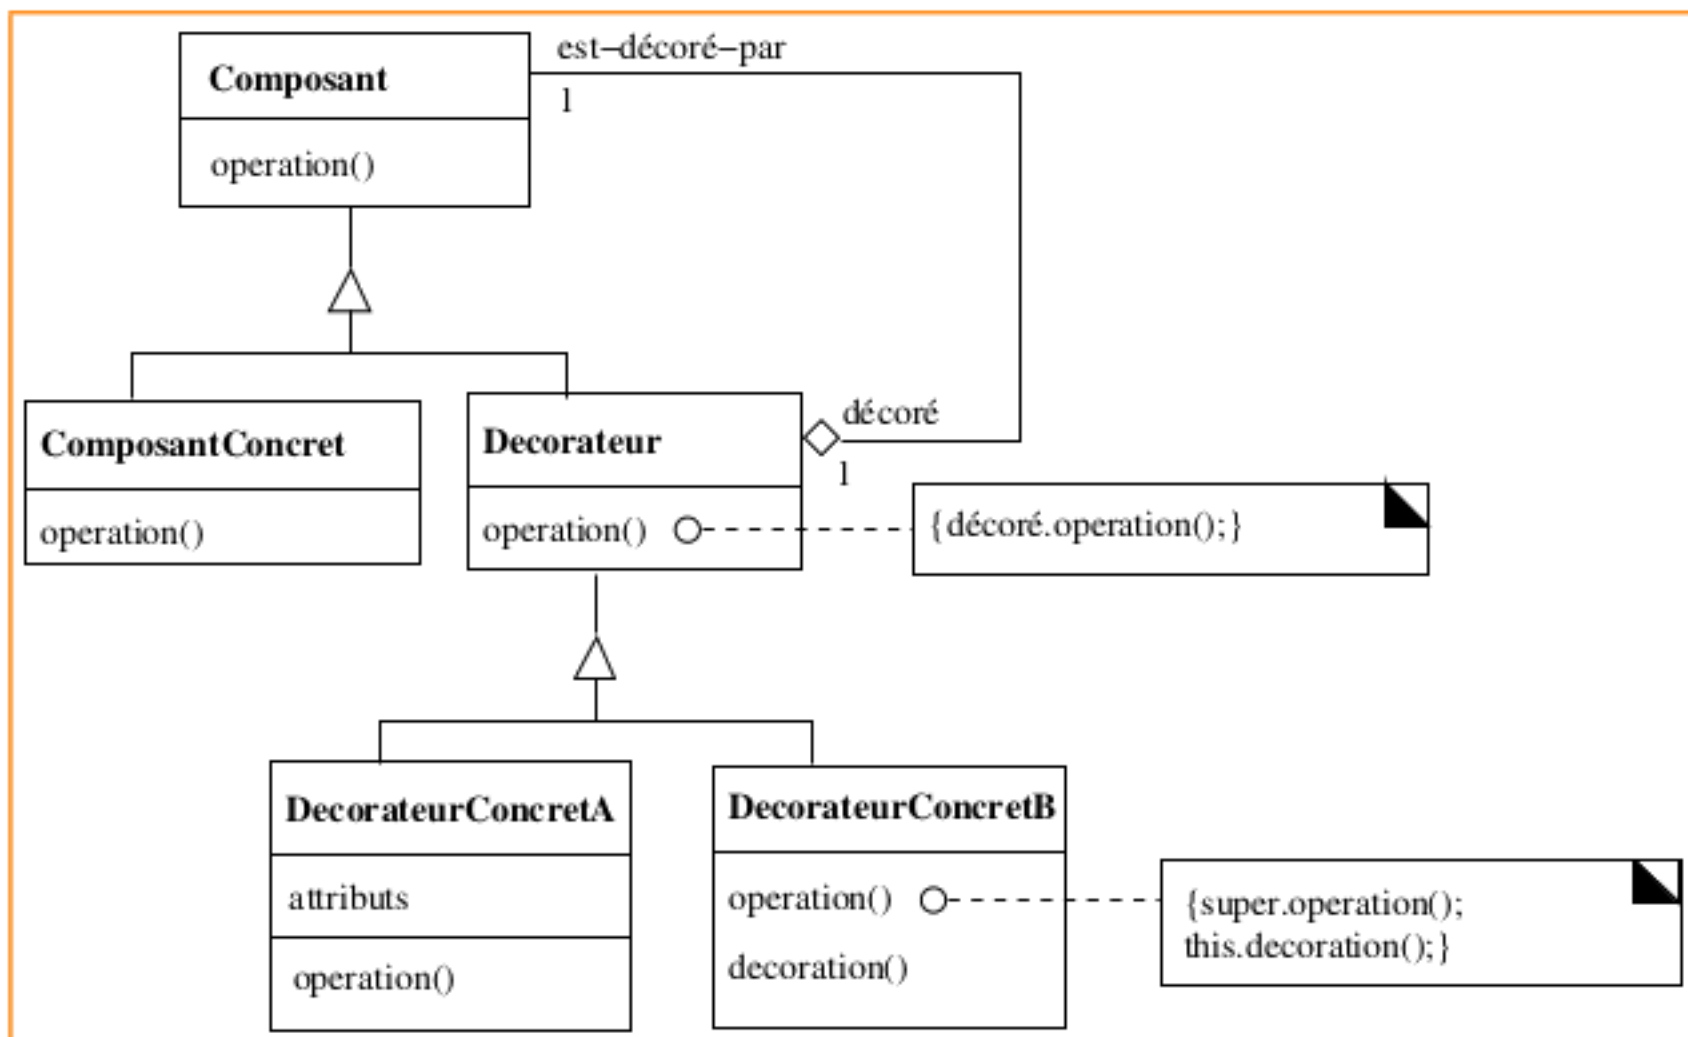 est-décoré-par
Composant
1
operation()
décoré
ComposantConcret
Decorateur
1
operation()
operation()
{décoré.operation();}
DecorateurConcretA
DecorateurConcretB
attributs
operation()
{super.operation();
this.decoration();}
decoration()
operation()